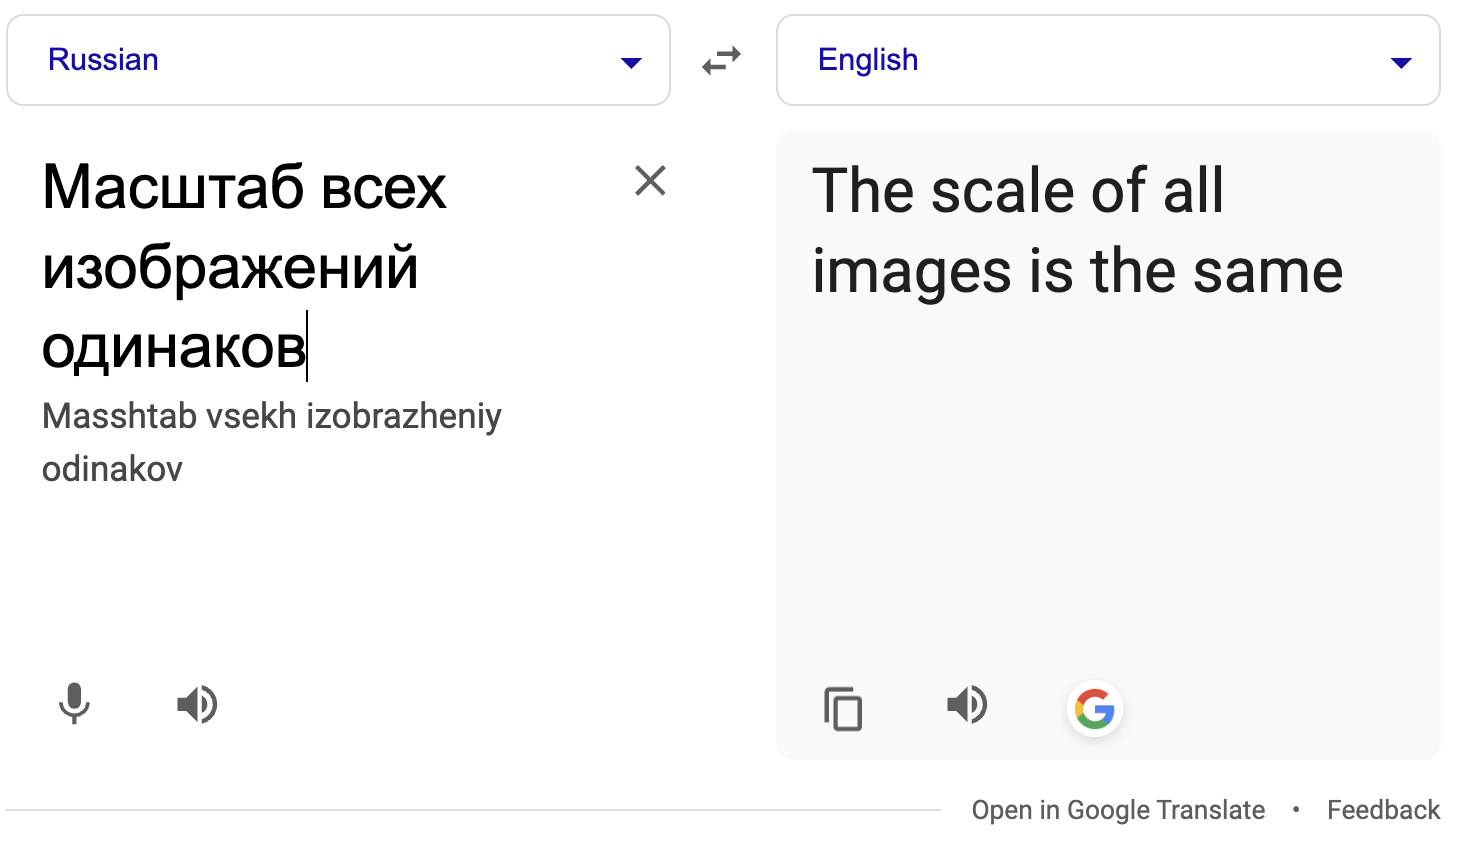 Russian
English
Масштаб всех
изображений
одинаков
Masshtab vsekh izobrazheniy
odinakov
The scale of all
images is the same
Open in Google Translate • Feedback